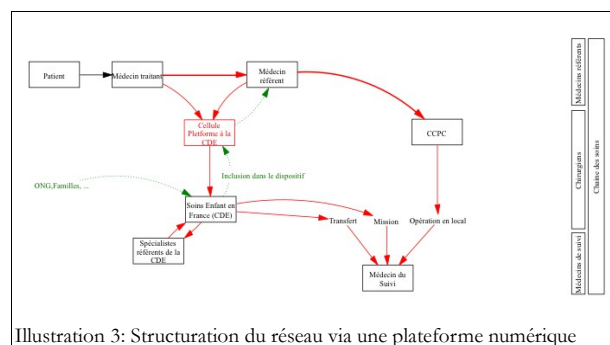 Patient
Médecin traitant
Médecin
référent
Cellule
Pletforme à la
CDE
CCPC
Inclusion dans le dispositif
ONG,Familles, ...
Soins Enfant en
France (CDE)
Transfert
Mission
Opération en local
Spécialistes
référents de la
CDE
Médecin du
Suivi
Médecins référents
Chirurgiens
Médecins de suivi
Chaine des soins
Illustration 3: Structuration du réseau via une plateforme numérique